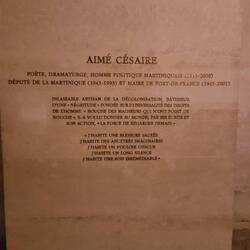 AIMÉ CÉSAIRE
POÈTE, DRAMATURGE, HOMME POLITIQUE MARTINIQUAIS (1913-2008)
DÉPUTÉ DE LA MARTINIQUE (1945-1993) ET MAIRE DE FORT-DE-FRANCE (1945-2001)
INLASSABLE ARTISAN DE LA DÉCOLONISATION, BÂTISSEUR
D'UNE « NÉGRITUDE » FONDÉE SUR L'UNIVERSALITÉ DES DROITS
DE L'HOMME « BOUCHE DES MALHEURS QUI N'ONT POINT DE
BOUCHE », IL A VOULU DONNER AU MONDE, PAR SES ÉCRITS ET
SON ACTION, « LA FORCE DE REGARDER DEMAIN »
« J'HABITE UNE BLESSURE SACRÉE
J'HABITE DES ANCÊTRES IMAGINAIRES
J'HABITE UN VOULOIR OBSCUR
J'HABITE UN LONG SILENCE
J'HABITE UNE SOIF IRRÉMÉDIABLE »